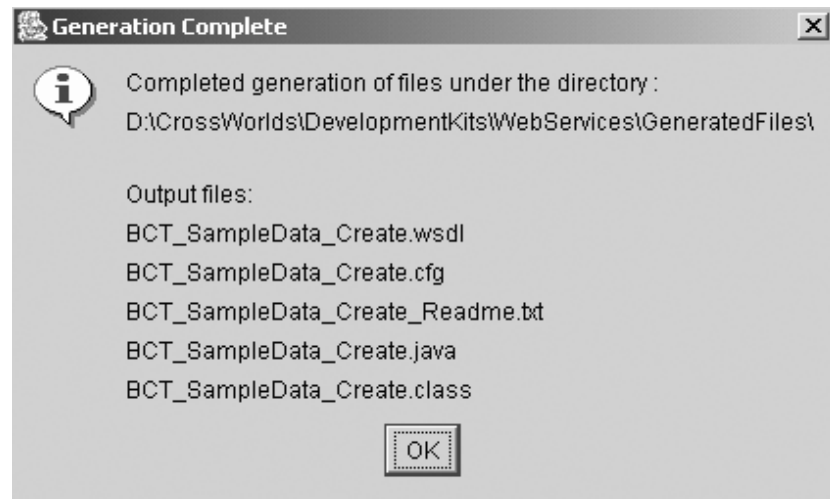 Generation Complete
Completed generation of files under the directory :
D:\CrossWorlds\DevelopmentKits\WebServices\GeneratedFiles\
Output files:
BCT_SampleData_Create.wsdl
BCT_SampleData_Create.cfg
BCT_SampleData_Create_Readme.txt
BCT_SampleData_Create.java
BCT_SampleData_Create.class
OK